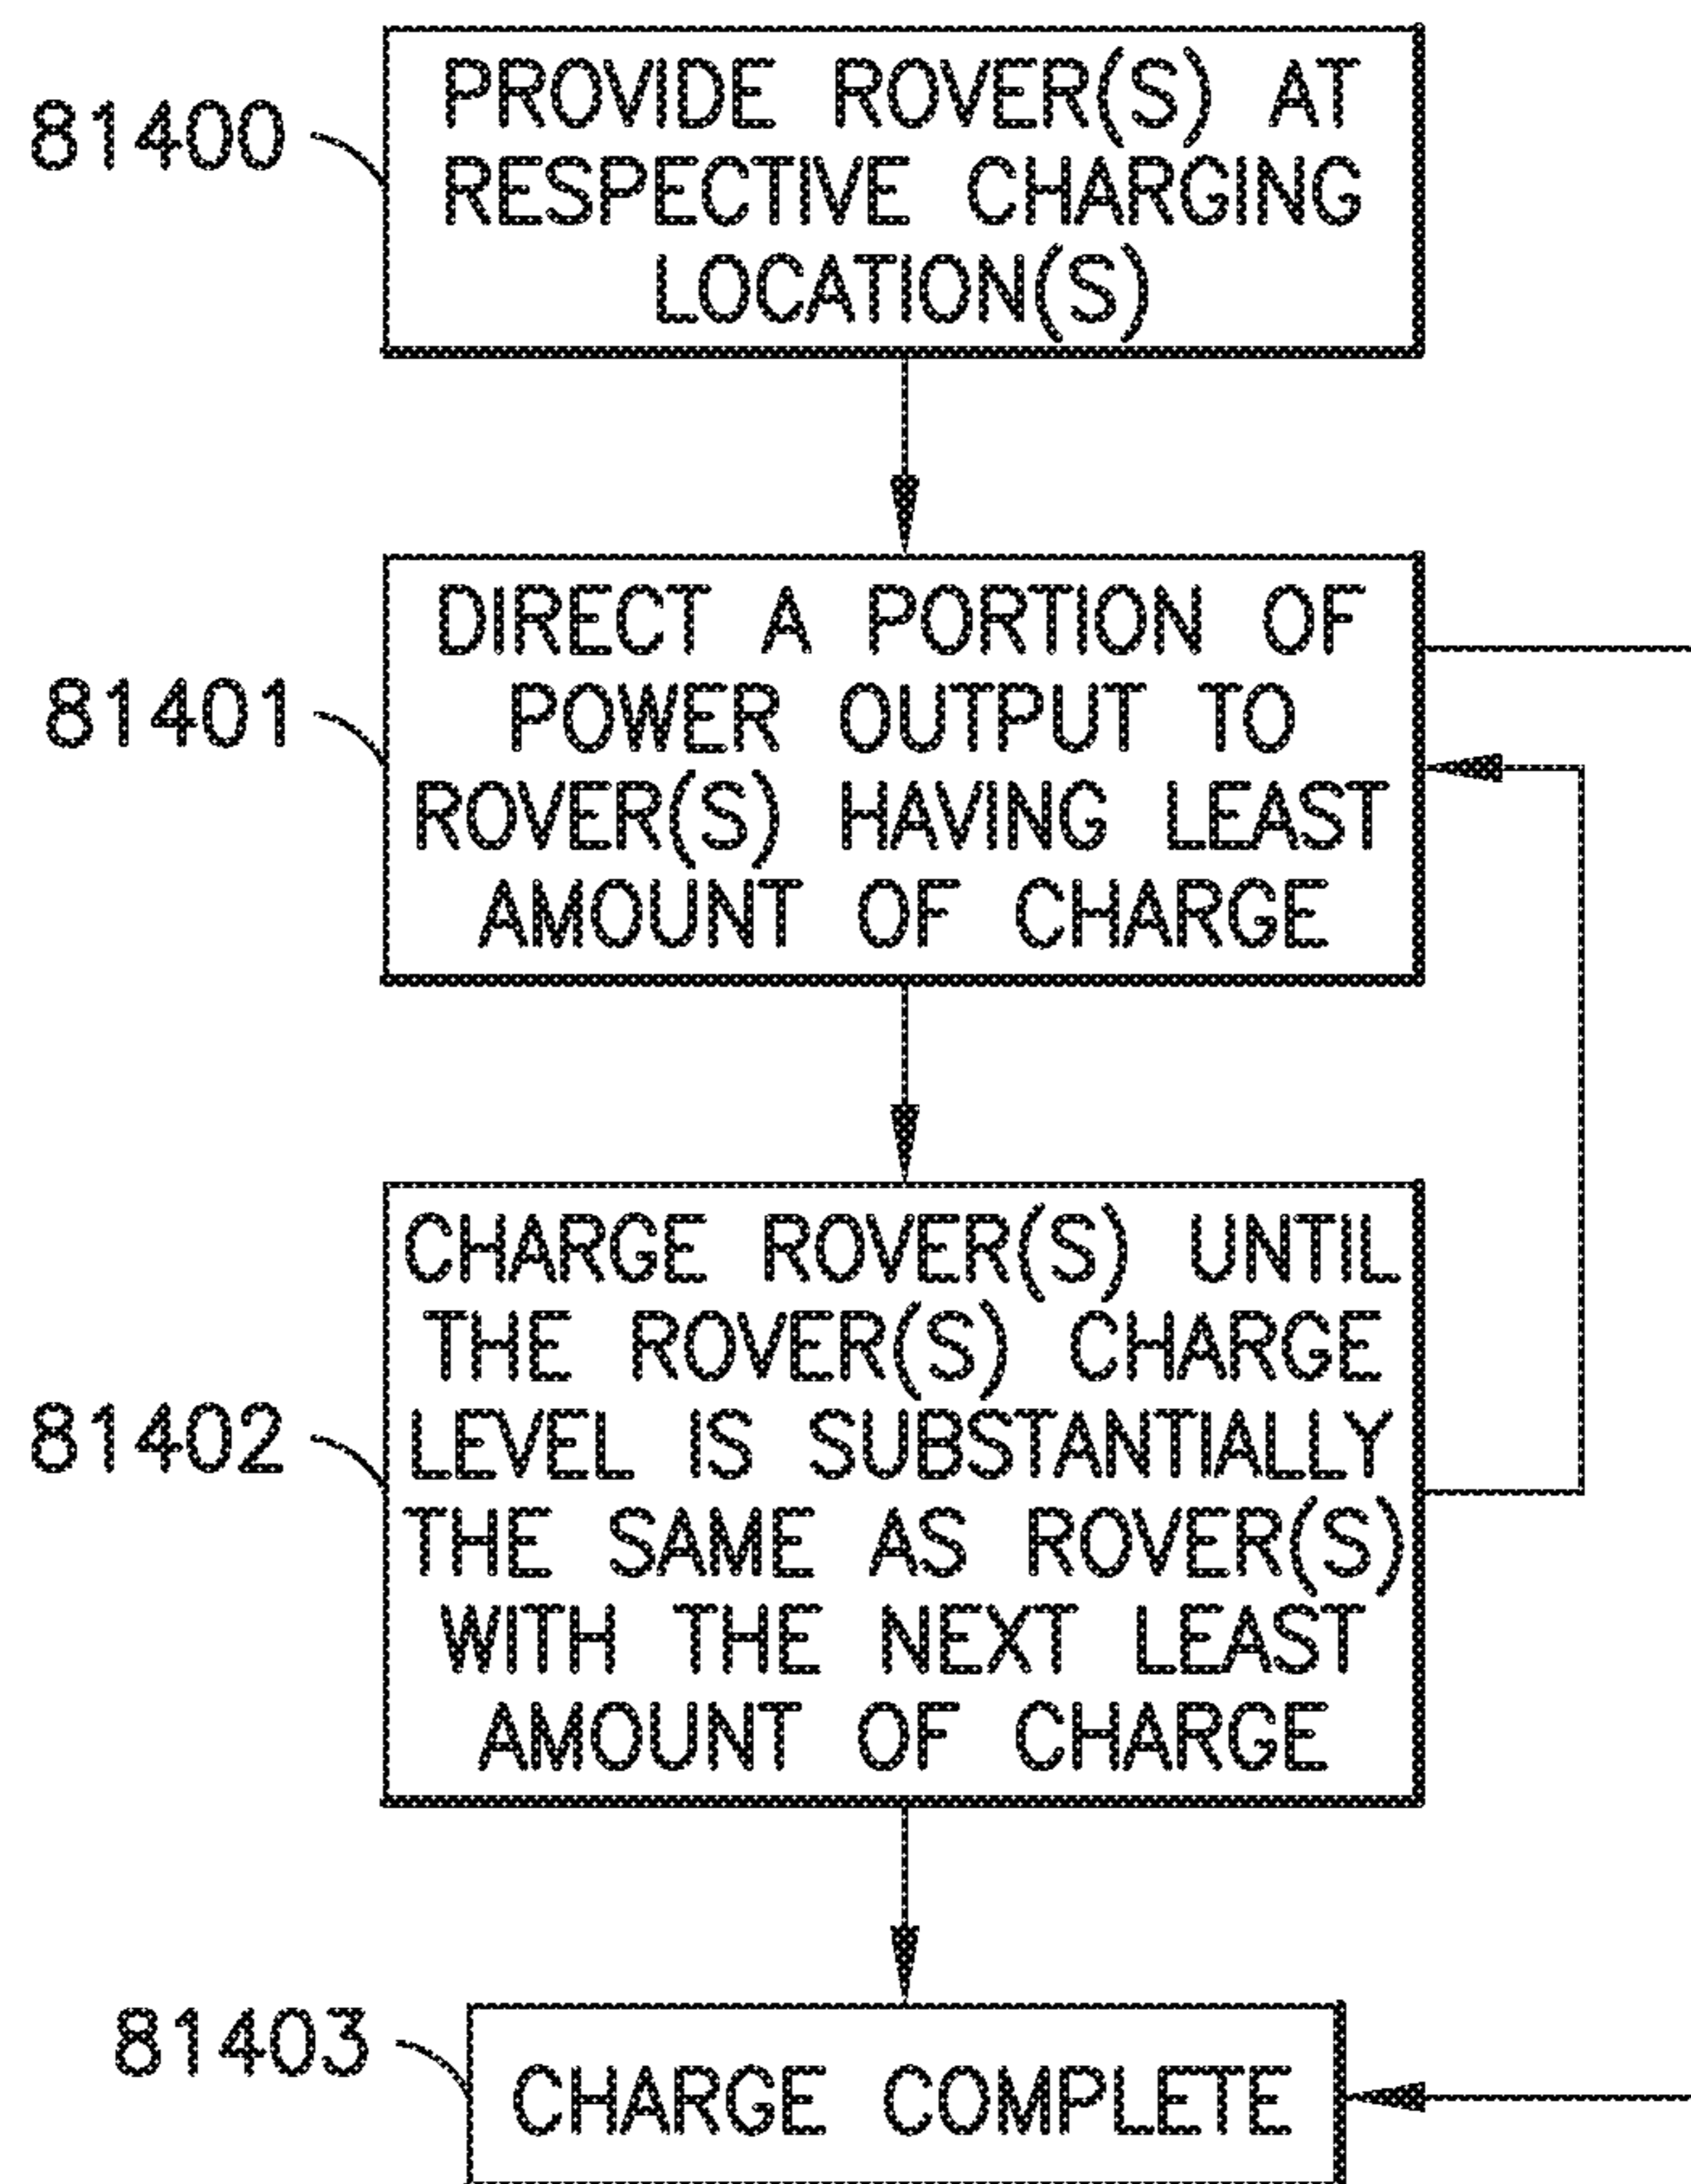 81400
PROVIDE ROVER(S) AT
RESPECTIVE CHARGING
LOCATION(S)
81401
DIRECT A PORTION OF
POWER OUTPUT TO
ROVER(S) HAVING LEAST
AMOUNT OF CHARGE
81402
CHARGE ROVER(S) UNTIL
THE ROVER(S) CHARGE
LEVEL IS SUBSTANTIALLY
THE SAME AS ROVER(S)
WITH THE NEXT LEAST
AMOUNT OF CHARGE
81403
CHARGE COMPLETE